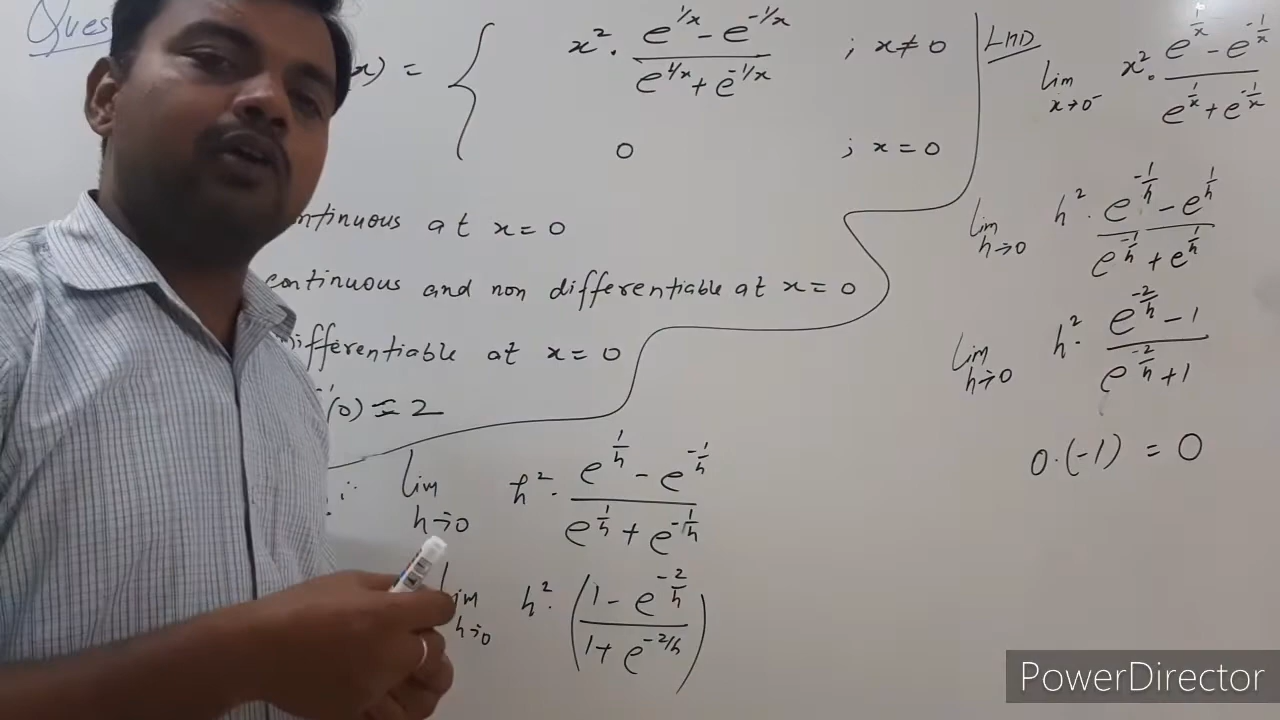 Ques
x) = { x². (e^{1/x} - e^{-1/x}) / (e^{1/x} + e^{-1/x}) ; x ≠ 0
0 ; x = 0
ntinuous at x = 0
continuous and non differentiable at x = 0
ifferentiable at x = 0
'(0) = 2
∴ lim h→0 h². (e^{1/h} - e^{-1/h}) / (e^{1/h} + e^{-1/h})
lim h→0 h². ((1 - e^{-2/h}) / (1 + e^{-2/h}))
LHD
lim x→0⁻ x². (e^{1/x} - e^{-1/x}) / (e^{1/x} + e^{-1/x})
lim h→0 h². (e^{-1/h} - e^{1/h}) / (e^{-1/h} + e^{1/h})
lim h→0 h². (e^{-2/h} - 1) / (e^{-2/h} + 1)
0.(-1) = 0
PowerDirector